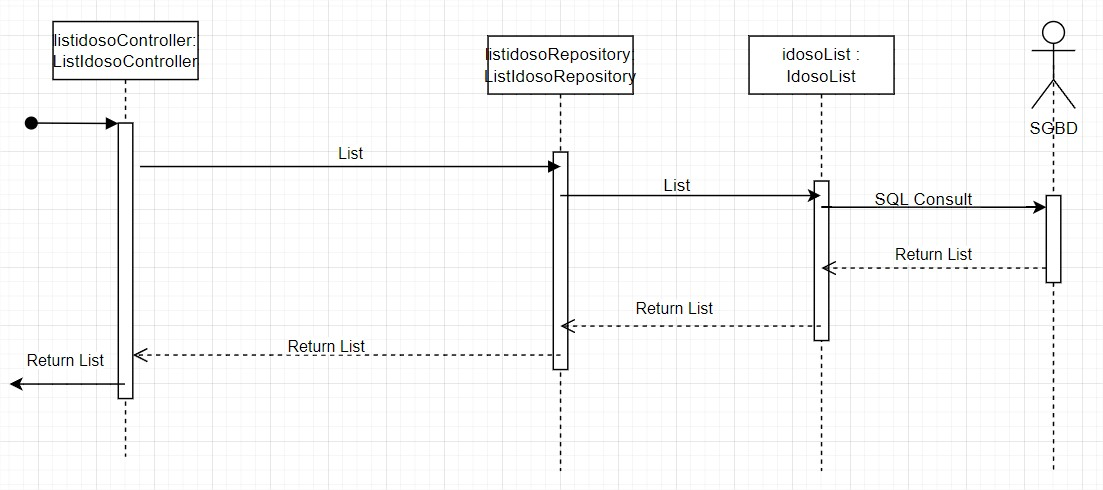 listidosoController:
ListIdosoController
listidosoRepository:
ListIdosoRepository
idosoList :
IdosoList
SGBD
List
List
SQL Consult
Return List
Return List
Return List
Return List